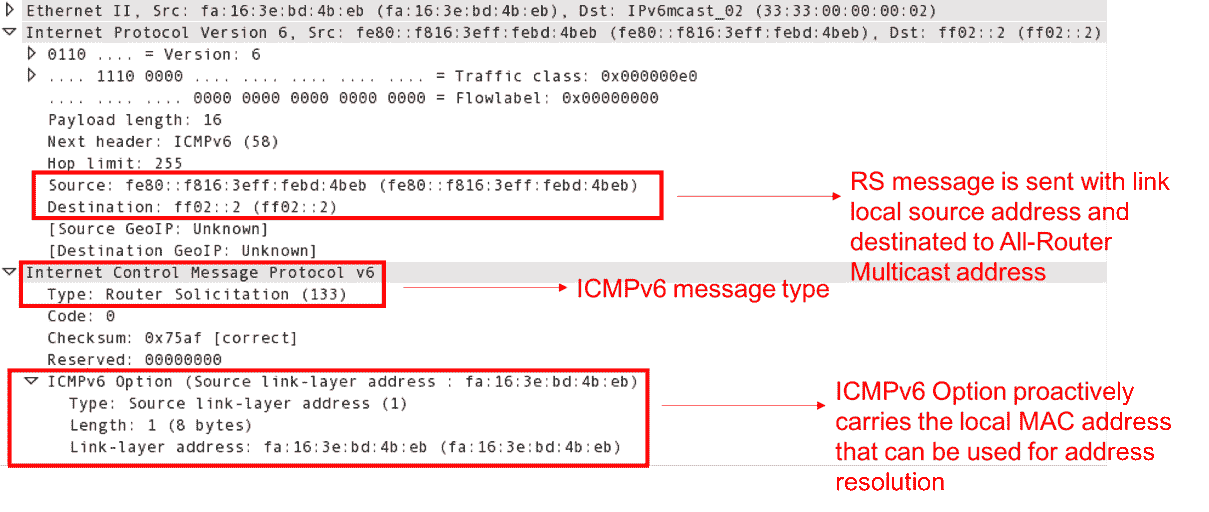 Ethernet II, Src: fa:16:3e:bd:4b:eb (fa:16:3e:bd:4b:eb), Dst: IPv6mcast_02 (33:33:00:00:00:02)
Internet Protocol Version 6, Src: fe80::f816:3eff:febd:4beb (fe80::f816:3eff:febd:4beb), Dst: ff02::2 (ff02::2)
0110 .... = Version: 6
.... 1110 0000 .... .... .... .... .... = Traffic class: 0x000000e0
.... .... .... 0000 0000 0000 0000 0000 = Flowlabel: 0x00000000
Payload length: 16
Next header: ICMPv6 (58)
Hop limit: 255
Source: fe80::f816:3eff:febd:4beb (fe80::f816:3eff:febd:4beb)
Destination: ff02::2 (ff02::2)
[Source GeoIP: Unknown]
[Destination GeoIP: Unknown]
RS message is sent with link
local source address and
destinated to All-Router
Multicast address
Internet Control Message Protocol v6
Type: Router Solicitation (133)
ICMPv6 message type
Code: 0
Checksum: 0x75af [correct]
Reserved: 00000000
ICMPv6 Option (Source link-layer address : fa:16:3e:bd:4b:eb)
Type: Source link-layer address (1)
Length: 1 (8 bytes)
Link-layer address: fa:16:3e:bd:4b:eb (fa:16:3e:bd:4b:eb)
ICMPv6 Option proactively
carries the local MAC address
that can be used for address
resolution